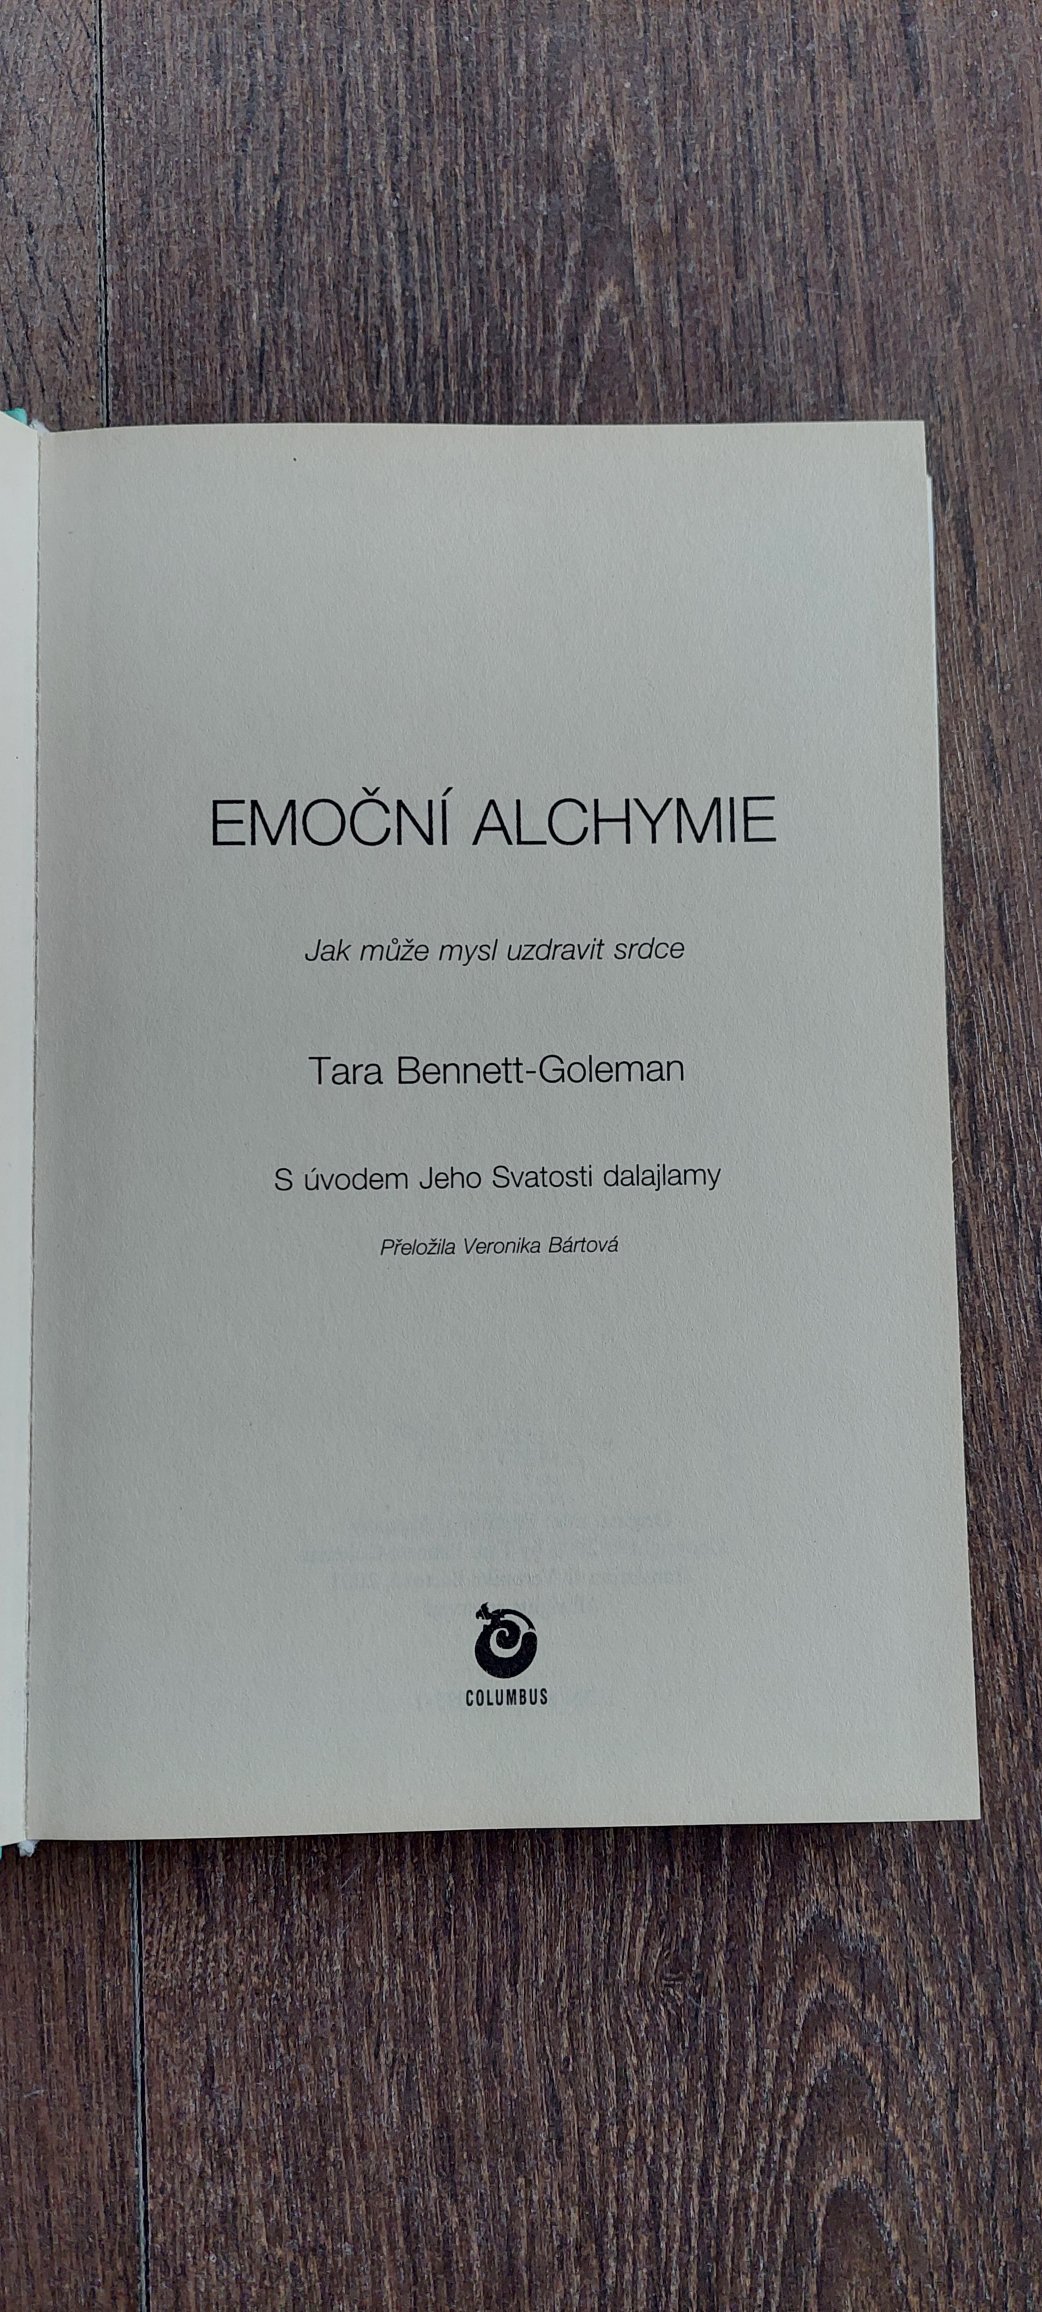 EMOČNÍ ALCHYMIE
Jak může mysl uzdravit srdce
Tara Bennett-Goleman
S úvodem Jeho Svatosti dalajlamy
Přeložila Veronika Bártová
COLUMBUS